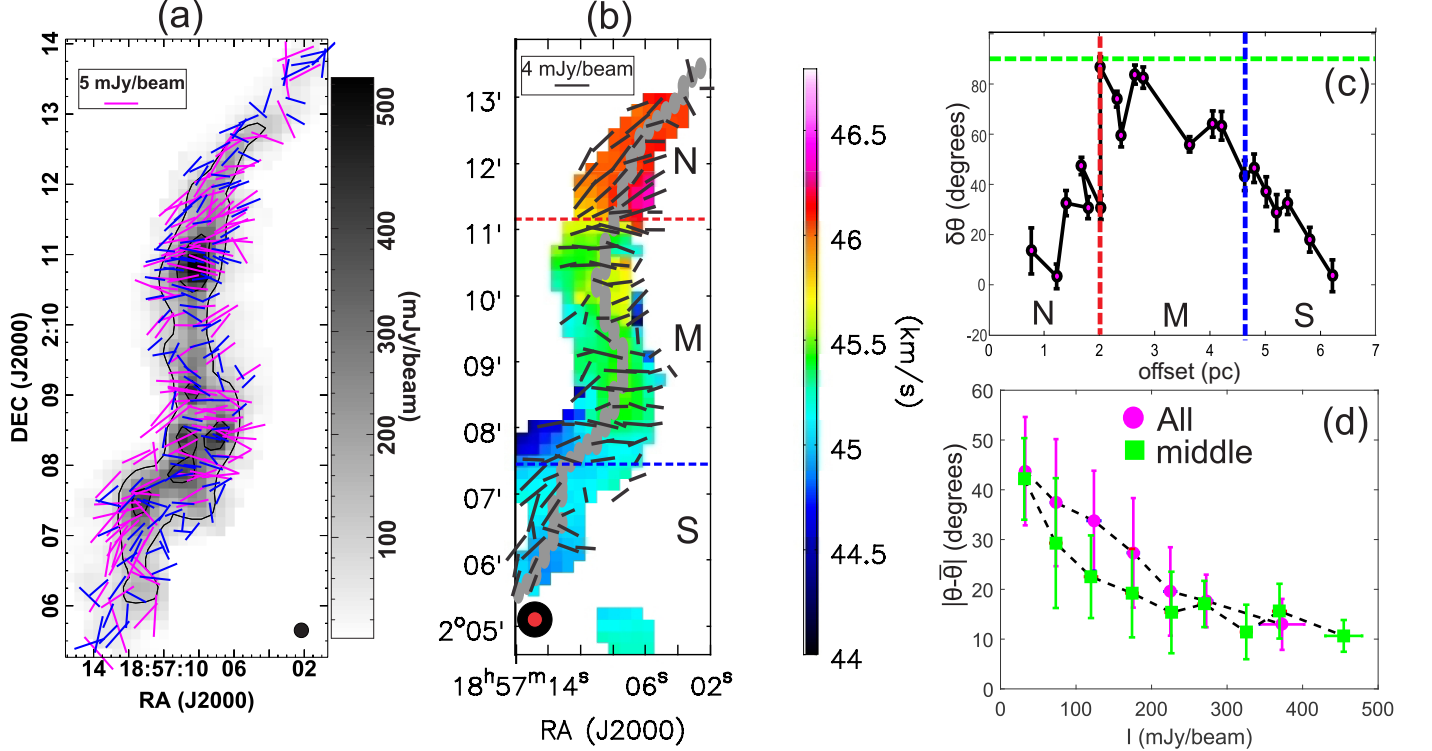 (a)
14
13
12
11
2:10
09
08
07
06
DEC (J2000)
5 mJy/beam
14
18:57:10
06
02
RA (J2000)
500
400
300
200
100
(mJy/beam)
(b)
4 mJy/beam
13'
12'
11'
10'
09'
08'
07'
06'
2°05'
N
M
S
18ʰ57ᵐ14ˢ
06ˢ
02ˢ
RA (J2000)
46.5
46
45.5
45
44.5
44
(km/s)
(c)
80
60
40
20
0
-20
δθ (degrees)
N
M
S
0
1
2
3
4
5
6
7
offset (pc)
(d)
All
middle
60
50
40
30
20
10
0
|θ-θ̅| (degrees)
0
100
200
300
400
500
I (mJy/beam)